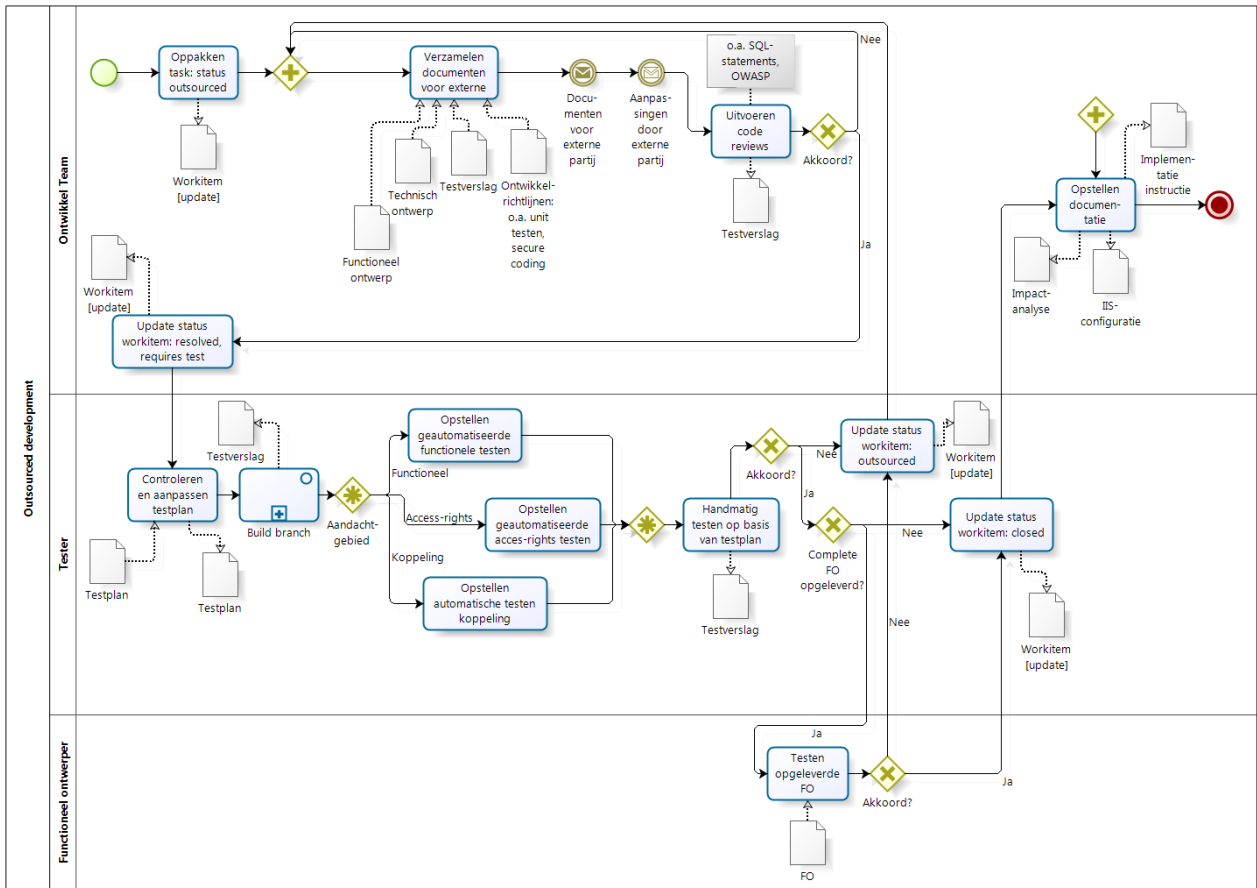 Outsourced development
Ontwikkel Team
Oppakken
task: status
outsourced
Workitem
[update]
Verzamelen
documenten
voor externe
Functioneel
ontwerp
Technisch
ontwerp
Testverslag
Ontwikkel-
richtlijnen:
o.a. unit
testen,
secure
coding
Docu-
menten
voor
externe
partij
Aanpas-
singen
door
externe
partij
o.a. SQL-
statements,
OWASP
Uitvoeren
code
reviews
Testverslag
Akkoord?
Nee
Ja
Opstellen
documen-
tatie
Implemen-
tatie
instructie
Impact-
analyse
IIS-
configuratie
Workitem
[update]
Update status
workitem: resolved,
requires test
Tester
Controleren
en aanpassen
testplan
Testplan
Testplan
Testverslag
Build branch
Aandacht-
gebied
Functioneel
Access-rights
Koppeling
Opstellen
geautomatiseerde
functionele testen
Opstellen
geautomatiseerde
acces-rights testen
Opstellen
automatische testen
koppeling
Handmatig
testen op basis
van testplan
Testverslag
Akkoord?
Nee
Ja
Complete
FO
opgeleverd?
Nee
Ja
Update status
workitem:
outsourced
Workitem
[update]
Update status
workitem: closed
Workitem
[update]
Functioneel ontwerper
Testen
opgeleverde
FO
FO
Akkoord?
Nee
Ja